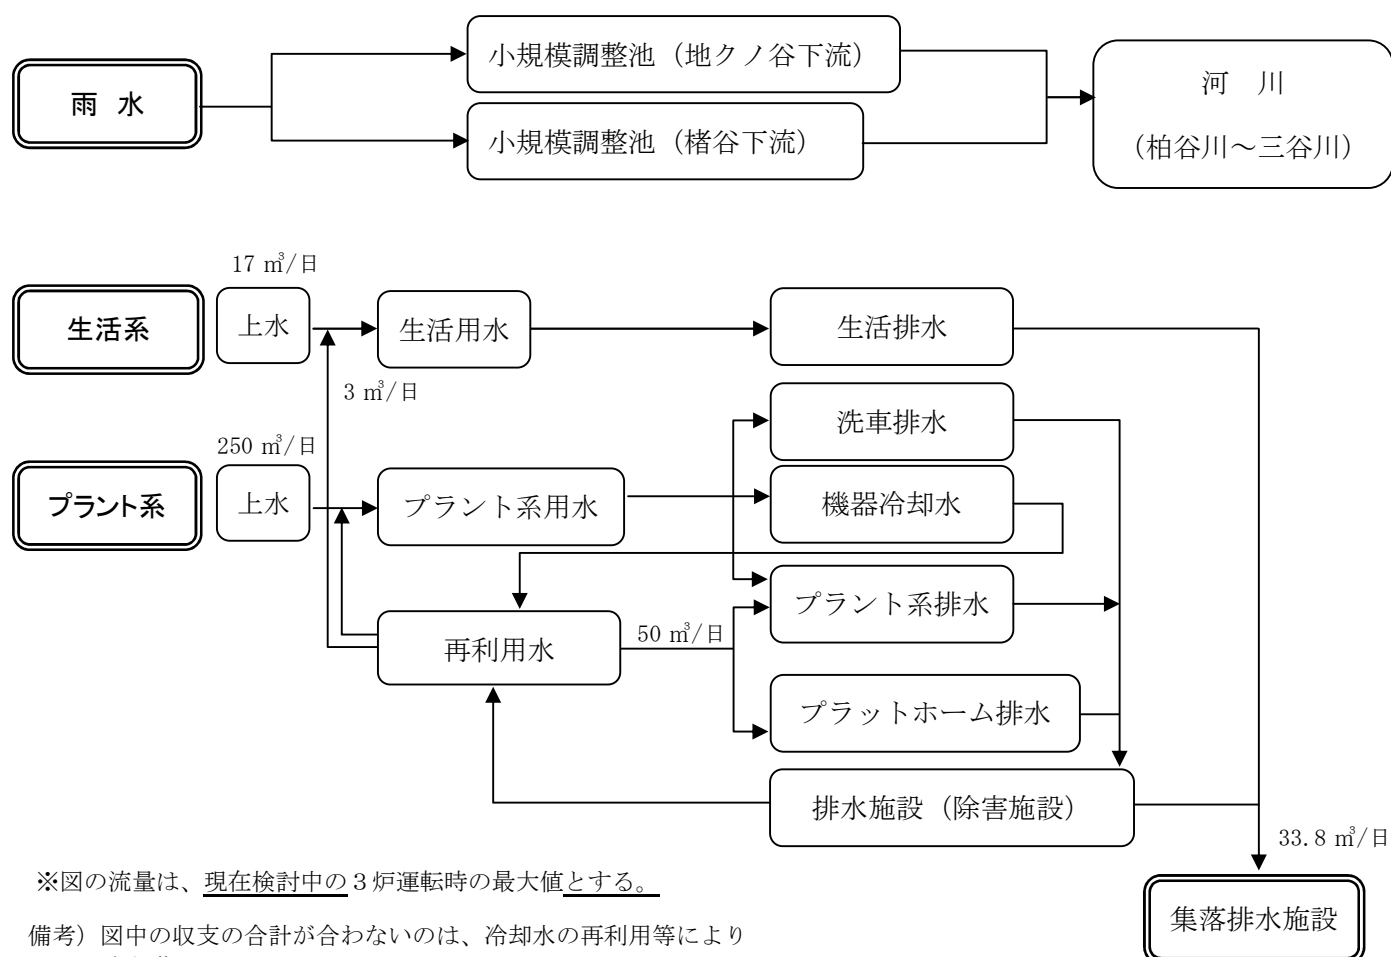 小規模調整池（地クノ谷下流）
雨 水
小規模調整池（楮谷下流）
河 川
（柏谷川～三谷川）
17 ㎥/日
生活系
上水
生活用水
生活排水
3 ㎥/日
洗車排水
250 ㎥/日
プラント系
上水
プラント系用水
機器冷却水
プラント系排水
再利用水
50 ㎥/日
プラットホーム排水
排水施設（除害施設）
33.8 ㎥/日
※図の流量は、現在検討中の３炉運転時の最大値とする。
集落排水施設
備考）図中の収支の合計が合わないのは、冷却水の再利用等により